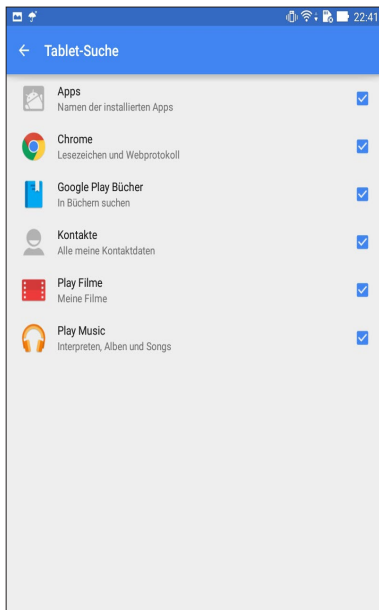 22:41
Tablet-Suche
Apps
Namen der installierten Apps
Chrome
Lesezeichen und Webprotokoll
Google Play Bücher
In Büchern suchen
Kontakte
Alle meine Kontaktdaten
Play Filme
Meine Filme
Play Music
Interpreten, Alben und Songs